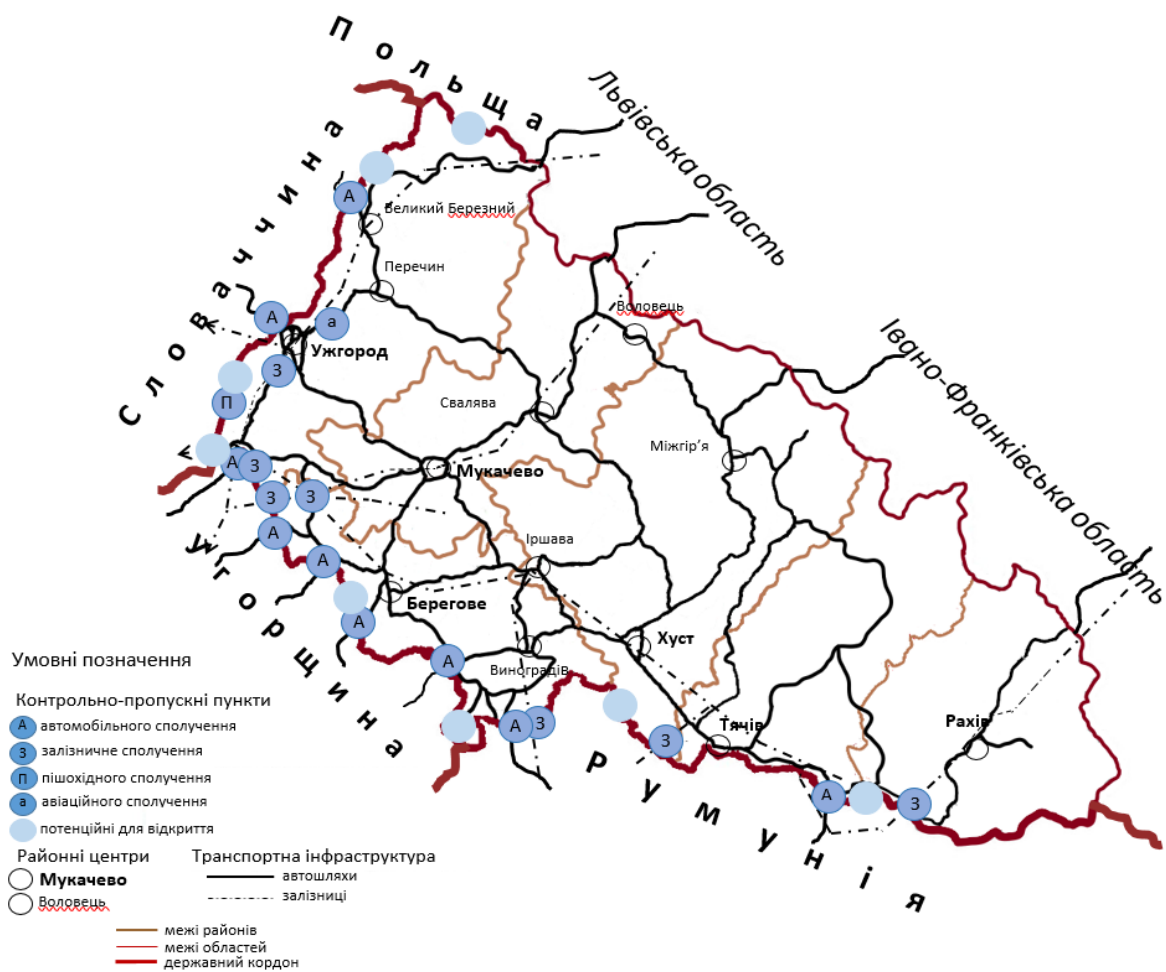 Польща
Львівська область
Словаччина
А
Великий Березний
Перечин
Воловець
А
а
Ужгород
Івано-Франківська область
З
П
Свалява
Міжгір'я
А
З
Мукачево
З
З
А
Іршава
А
Угорщина
Берегове
А
Хуст
А
Виноградів
Умовні позначення
Контрольно-пропускні пункти
А автомобільного сполучення
З залізничне сполучення
П пішохідного сполучення
а авіаційного сполучення
потенційні для відкриття
А
З
З
Тячів
Рахів
Румунія
А
З
Районні центри
Мукачево
Воловець
Транспортна інфраструктура
автошляхи
залізниці
межі районів
межі областей
державний кордон